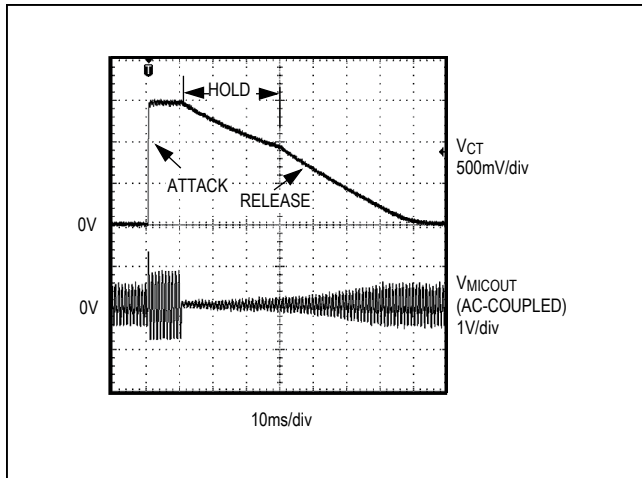 T
HOLD
VCT
500mV/div
ATTACK
RELEASE
0V
0V
VMICOUT
(AC-COUPLED)
1V/div
10ms/div